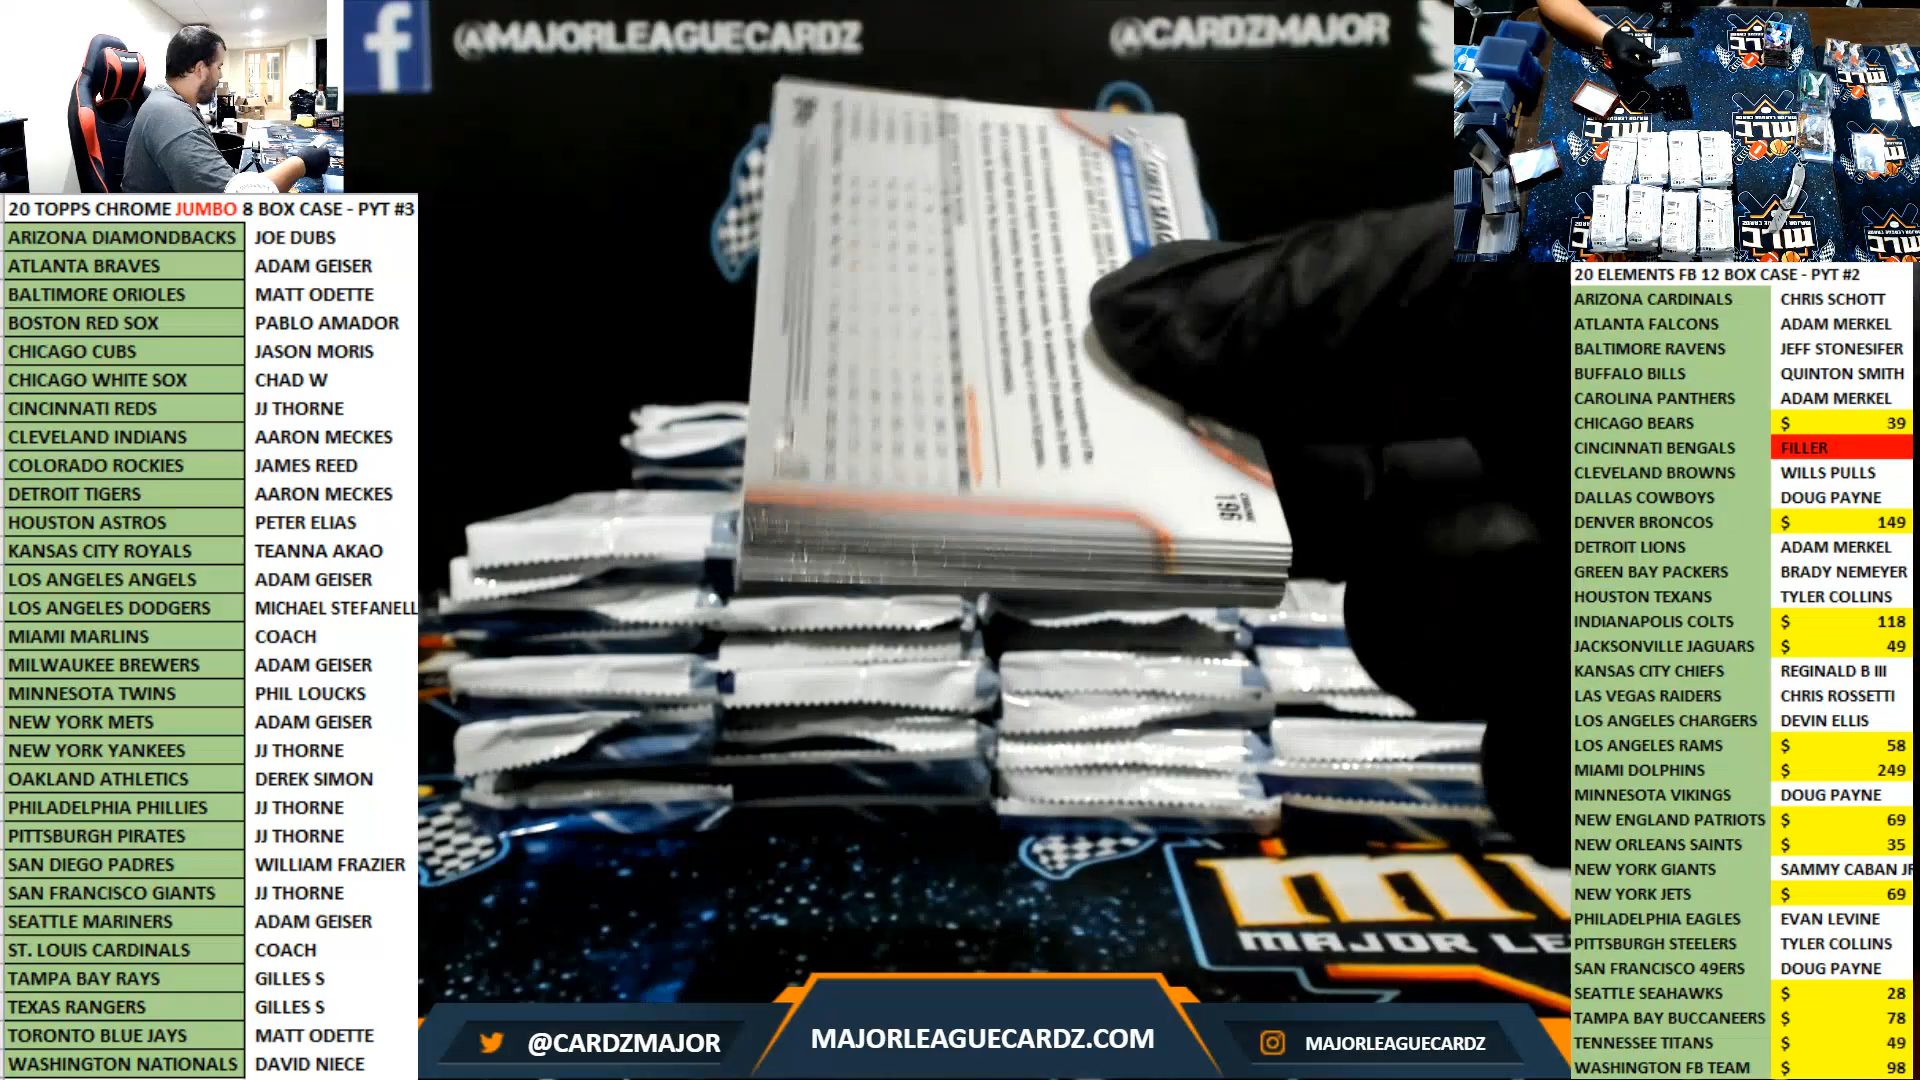 @MAJORLEAGUECARDZ
@CARDZMAJOR
20 TOPPS CHROME JUMBO 8 BOX CASE - PYT #3
ARIZONA DIAMONDBACKS JOE DUBS
ATLANTA BRAVES ADAM GEISER
BALTIMORE ORIOLES MATT ODETTE
BOSTON RED SOX PABLO AMADOR
CHICAGO CUBS JASON MORIS
CHICAGO WHITE SOX CHAD W
CINCINNATI REDS JJ THORNE
CLEVELAND INDIANS AARON MECKES
COLORADO ROCKIES JAMES REED
DETROIT TIGERS AARON MECKES
HOUSTON ASTROS PETER ELIAS
KANSAS CITY ROYALS TEANNA AKAO
LOS ANGELES ANGELS ADAM GEISER
LOS ANGELES DODGERS MICHAEL STEFANELL
MIAMI MARLINS COACH
MILWAUKEE BREWERS ADAM GEISER
MINNESOTA TWINS PHIL LOUCKS
NEW YORK METS ADAM GEISER
NEW YORK YANKEES JJ THORNE
OAKLAND ATHLETICS DEREK SIMON
PHILADELPHIA PHILLIES JJ THORNE
PITTSBURGH PIRATES JJ THORNE
SAN DIEGO PADRES WILLIAM FRAZIER
SAN FRANCISCO GIANTS JJ THORNE
SEATTLE MARINERS ADAM GEISER
ST. LOUIS CARDINALS COACH
TAMPA BAY RAYS GILLES S
TEXAS RANGERS GILLES S
TORONTO BLUE JAYS MATT ODETTE
WASHINGTON NATIONALS DAVID NIECE
196
MAJOR LE
@CARDZMAJOR
MAJORLEAGUECARDZ.COM
MAJORLEAGUECARDZ
20 ELEMENTS FB 12 BOX CASE - PYT #2
ARIZONA CARDINALS CHRIS SCHOTT
ATLANTA FALCONS ADAM MERKEL
BALTIMORE RAVENS JEFF STONESIFER
BUFFALO BILLS QUINTON SMITH
CAROLINA PANTHERS ADAM MERKEL
CHICAGO BEARS $ 39
CINCINNATI BENGALS FILLER
CLEVELAND BROWNS WILLS PULLS
DALLAS COWBOYS DOUG PAYNE
DENVER BRONCOS $ 149
DETROIT LIONS ADAM MERKEL
GREEN BAY PACKERS BRADY NEMEYER
HOUSTON TEXANS TYLER COLLINS
INDIANAPOLIS COLTS $ 118
JACKSONVILLE JAGUARS $ 49
KANSAS CITY CHIEFS REGINALD B III
LAS VEGAS RAIDERS CHRIS ROSSETTI
LOS ANGELES CHARGERS DEVIN ELLIS
LOS ANGELES RAMS $ 58
MIAMI DOLPHINS $ 249
MINNESOTA VIKINGS DOUG PAYNE
NEW ENGLAND PATRIOTS $ 69
NEW ORLEANS SAINTS $ 35
NEW YORK GIANTS SAMMY CABAN JR
NEW YORK JETS $ 69
PHILADELPHIA EAGLES EVAN LEVINE
PITTSBURGH STEELERS TYLER COLLINS
SAN FRANCISCO 49ERS DOUG PAYNE
SEATTLE SEAHAWKS $ 28
TAMPA BAY BUCCANEERS $ 78
TENNESSEE TITANS $ 49
WASHINGTON FB TEAM $ 98